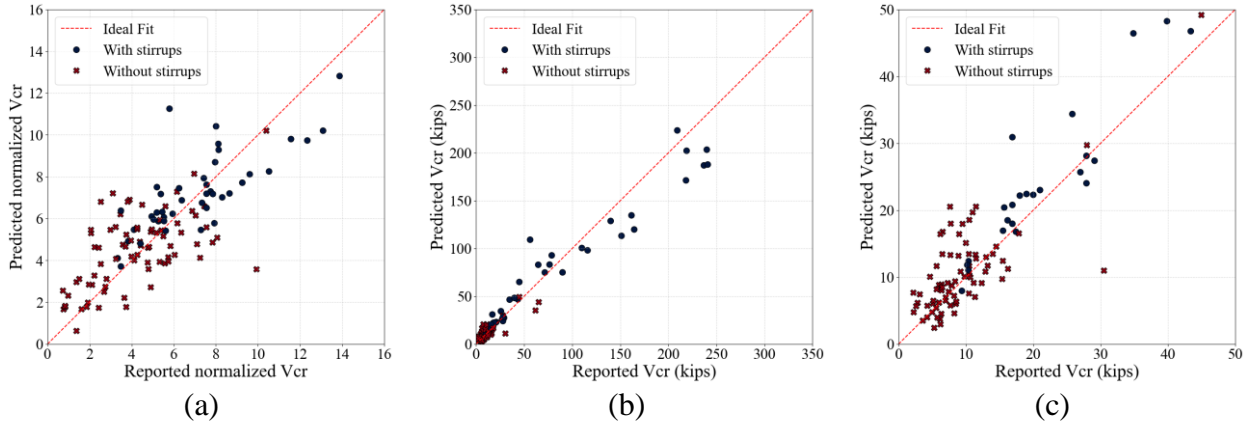 Predicted normalized Vcr
16
14
12
10
8
6
4
2
0
Ideal Fit
With stirrups
Without stirrups
0 2 4 6 8 10 12 14 16
Reported normalized Vcr
(a)
Predicted Vcr (kips)
350
300
250
200
150
100
50
0
Ideal Fit
With stirrups
Without stirrups
0 50 100 150 200 250 300 350
Reported Vcr (kips)
(b)
Predicted Vcr (kips)
50
40
30
20
10
0
Ideal Fit
With stirrups
Without stirrups
0 10 20 30 40 50
Reported Vcr (kips)
(c)